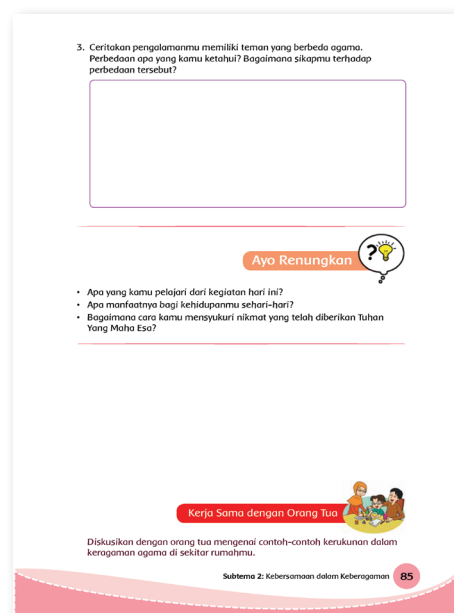 3. Ceritakan pengalamanmu memiliki teman yang berbeda agama.
Perbedaan apa yang kamu ketahui? Bagaimana sikapmu terhadap
perbedaan tersebut?
Ayo Renungkan
?
• Apa yang kamu pelajari dari kegiatan hari ini?
• Apa manfaatnya bagi kehidupanmu sehari-hari?
• Bagaimana cara kamu mensyukuri nikmat yang telah diberikan Tuhan
Yang Maha Esa?
Kerja Sama dengan Orang Tua
Diskusikan dengan orang tua mengenai contoh-contoh kerukunan dalam
keragaman agama di sekitar rumahmu.
Subtema 2: Kebersamaan dalam Keberagaman 85